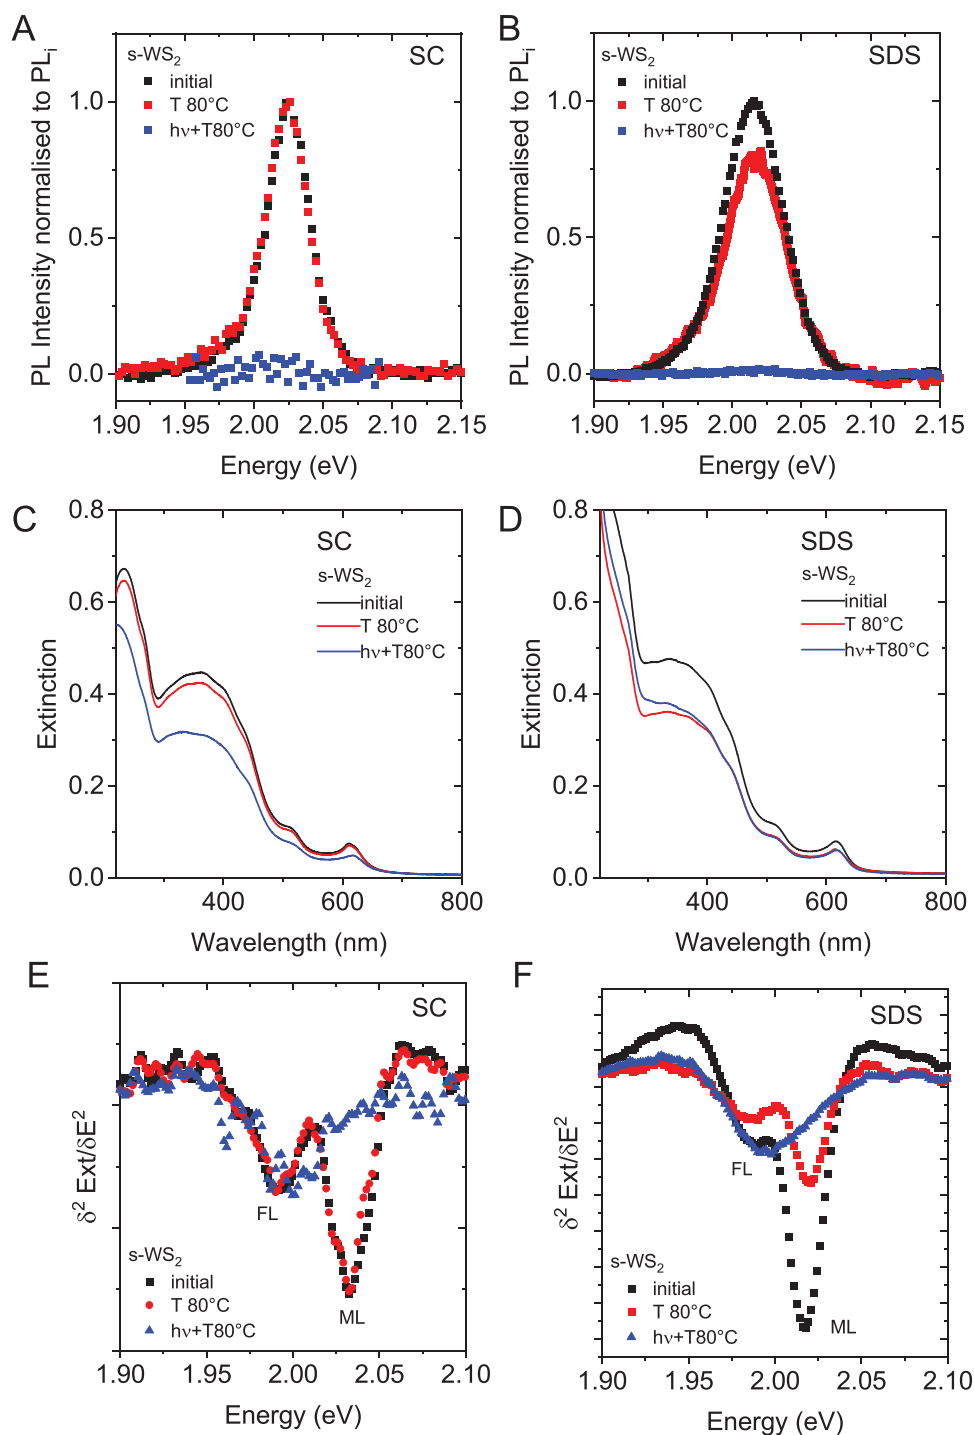 A
SC
s-WS2
initial
T 80°C
hν+T80°C
PL Intensity normalised to PLi
1.0
0.5
0.0
1.90 1.95 2.00 2.05 2.10 2.15
Energy (eV)
B
SDS
s-WS2
initial
T 80°C
hν+T80°C
PL Intensity normalised to PLi
1.0
0.5
0.0
1.90 1.95 2.00 2.05 2.10 2.15
Energy (eV)
C
SC
s-WS2
initial
T 80°C
hν+T80°C
Extinction
0.8
0.6
0.4
0.2
0.0
400 600 800
Wavelength (nm)
D
SDS
s-WS2
initial
T 80°C
hν+T80°C
Extinction
0.8
0.6
0.4
0.2
0.0
400 600 800
Wavelength (nm)
E
SC
δ² Ext/δE²
FL
ML
s-WS2
initial
T 80°C
hν+T80°C
1.90 1.95 2.00 2.05 2.10
Energy (eV)
F
SDS
δ² Ext/δE²
FL
ML
s-WS2
initial
T 80°C
hν+T80°C
1.90 1.95 2.00 2.05 2.10
Energy (eV)